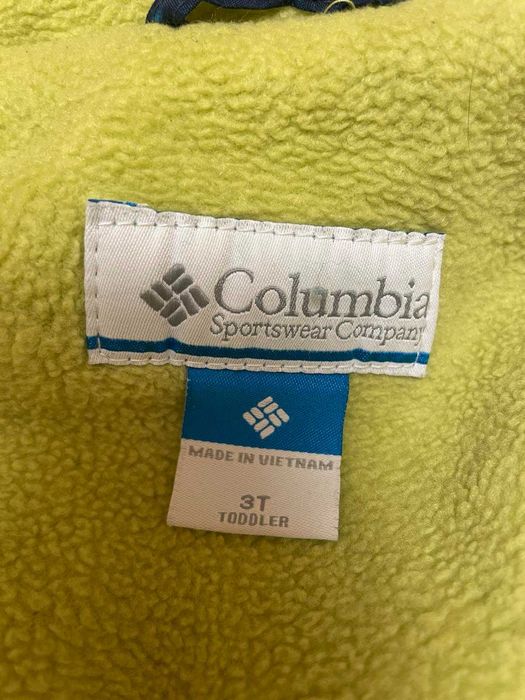 Columbia
Sportswear Company
MADE IN VIETNAM
3T
TODDLER